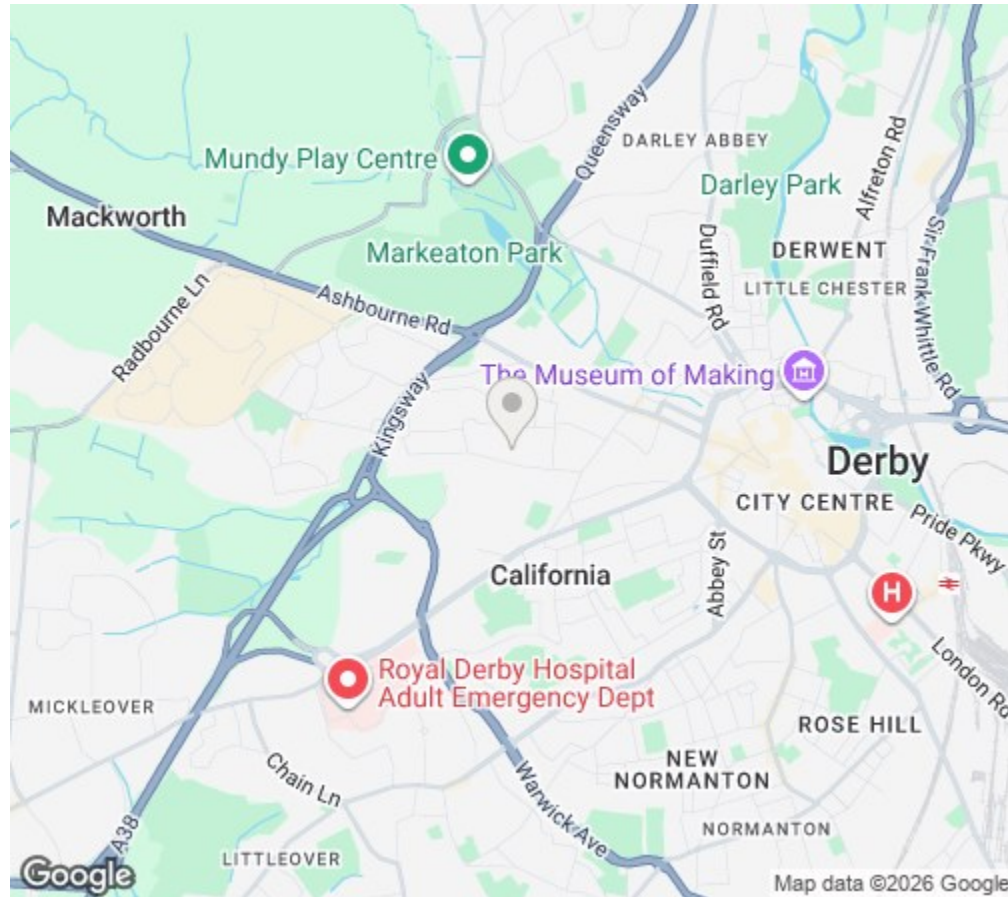 Queensway
DARLEY ABBEY
Mundy Play Centre
Alfreton Rd
Darley Park
Mackworth
Markeaton Park
Duffield Rd
DERWENT
Sir Frank Whittle Rd
LITTLE CHESTER
Radbourne Ln
Ashbourne Rd
The Museum of Making
Kingsway
Derby
CITY CENTRE
Pride Pkwy
Abbey St
California
H
London Ro
Royal Derby Hospital
Adult Emergency Dept
MICKLEOVER
ROSE HILL
NEW
NORMANTON
Chain Ln
Warwick Ave
A38
NORMANTON
LITTLEOVER
Google
Map data ©2026 Google